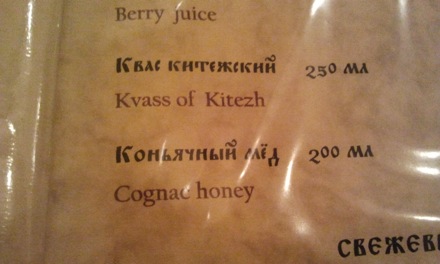 Berry juice
Квас китежский 250 мл
Kvass of Kitezh
Коньячный мёд 200 мл
Cognac honey